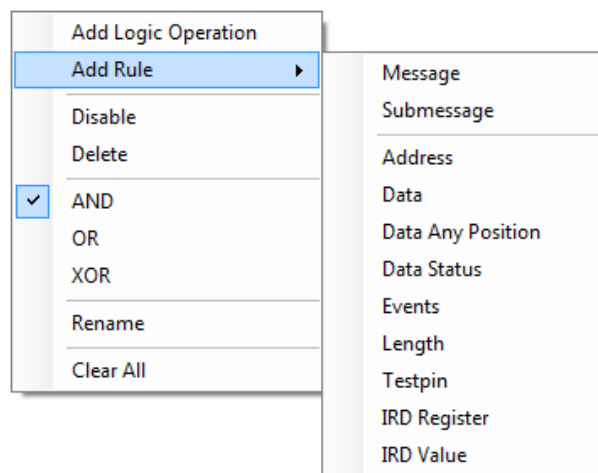 Add Logic Operation
Add Rule
Disable
Delete
AND
OR
XOR
Rename
Clear All
Message
Submessage
Address
Data
Data Any Position
Data Status
Events
Length
Testpin
IRD Register
IRD Value